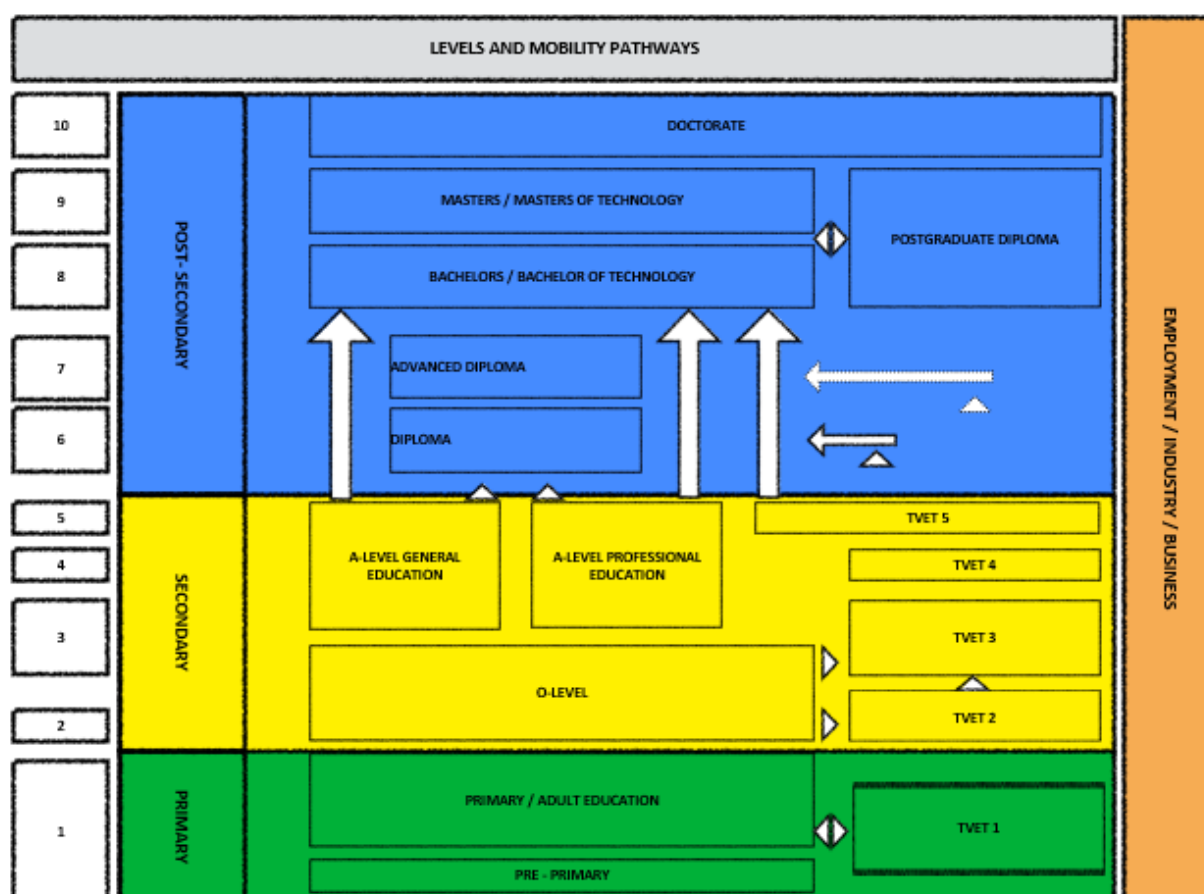 LEVELS AND MOBILITY PATHWAYS
10
DOCTORATE
9
MASTERS / MASTERS OF TECHNOLOGY
POSTGRADUATE DIPLOMA
8
BACHELORS / BACHELOR OF TECHNOLOGY
POST- SECONDARY
7
ADVANCED DIPLOMA
6
DIPLOMA
5
TVET 5
A-LEVEL GENERAL
EDUCATION
A-LEVEL PROFESSIONAL
EDUCATION
4
TVET 4
SECONDARY
3
TVET 3
O-LEVEL
2
TVET 2
PRIMARY
1
PRIMARY / ADULT EDUCATION
TVET 1
PRE - PRIMARY
EMPLOYMENT / INDUSTRY / BUSINESS